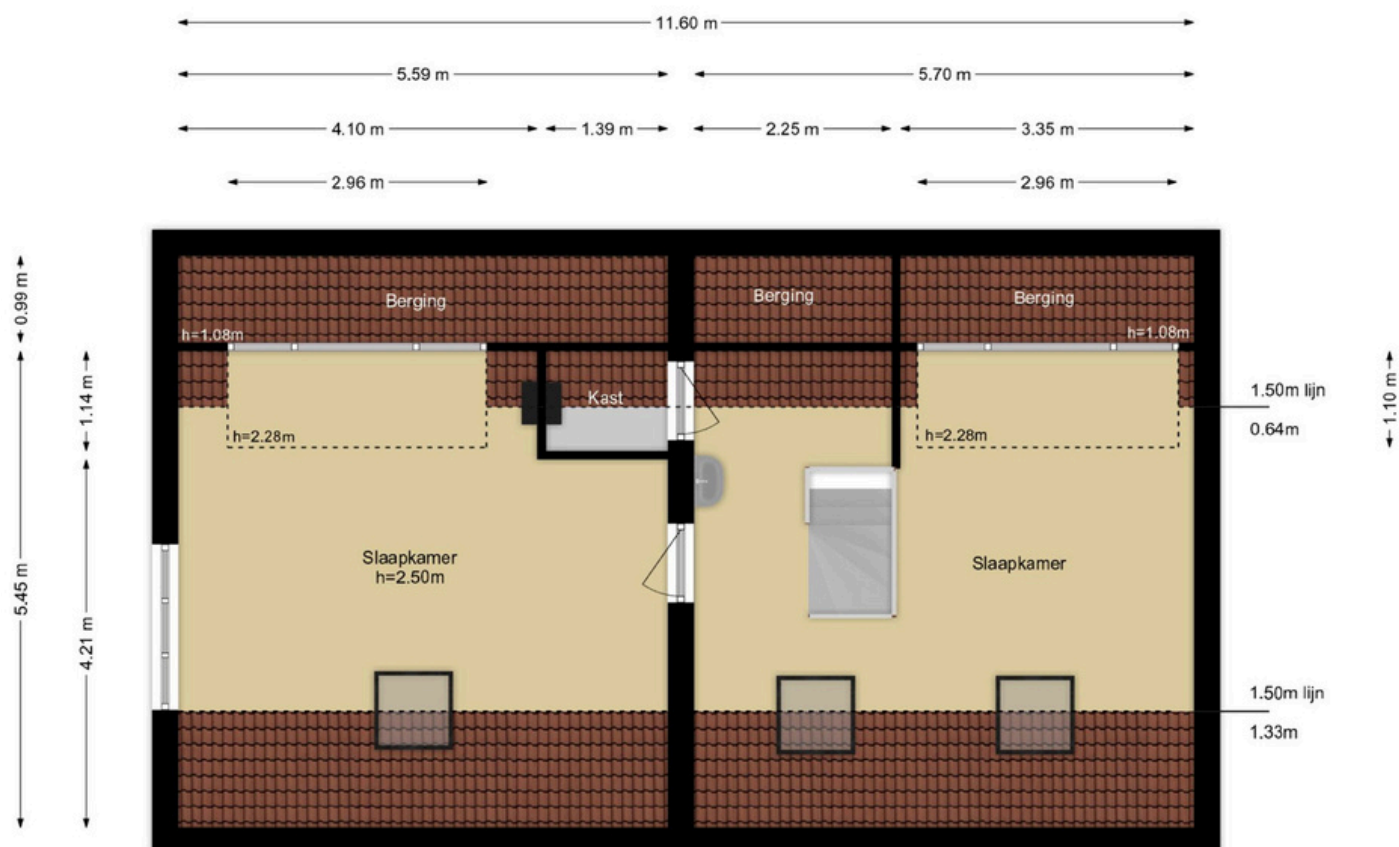 11.60 m
5.59 m
5.70 m
4.10 m
1.39 m
2.25 m
3.35 m
2.96 m
2.96 m
0.99 m
Berging
Berging
Berging
h=1.08m
h=1.08m
1.14 m
1.10 m
Kast
1.50m lijn
0.64m
h=2.28m
h=2.28m
Slaapkamer
h=2.50m
Slaapkamer
5.45 m
4.21 m
1.50m lijn
1.33m